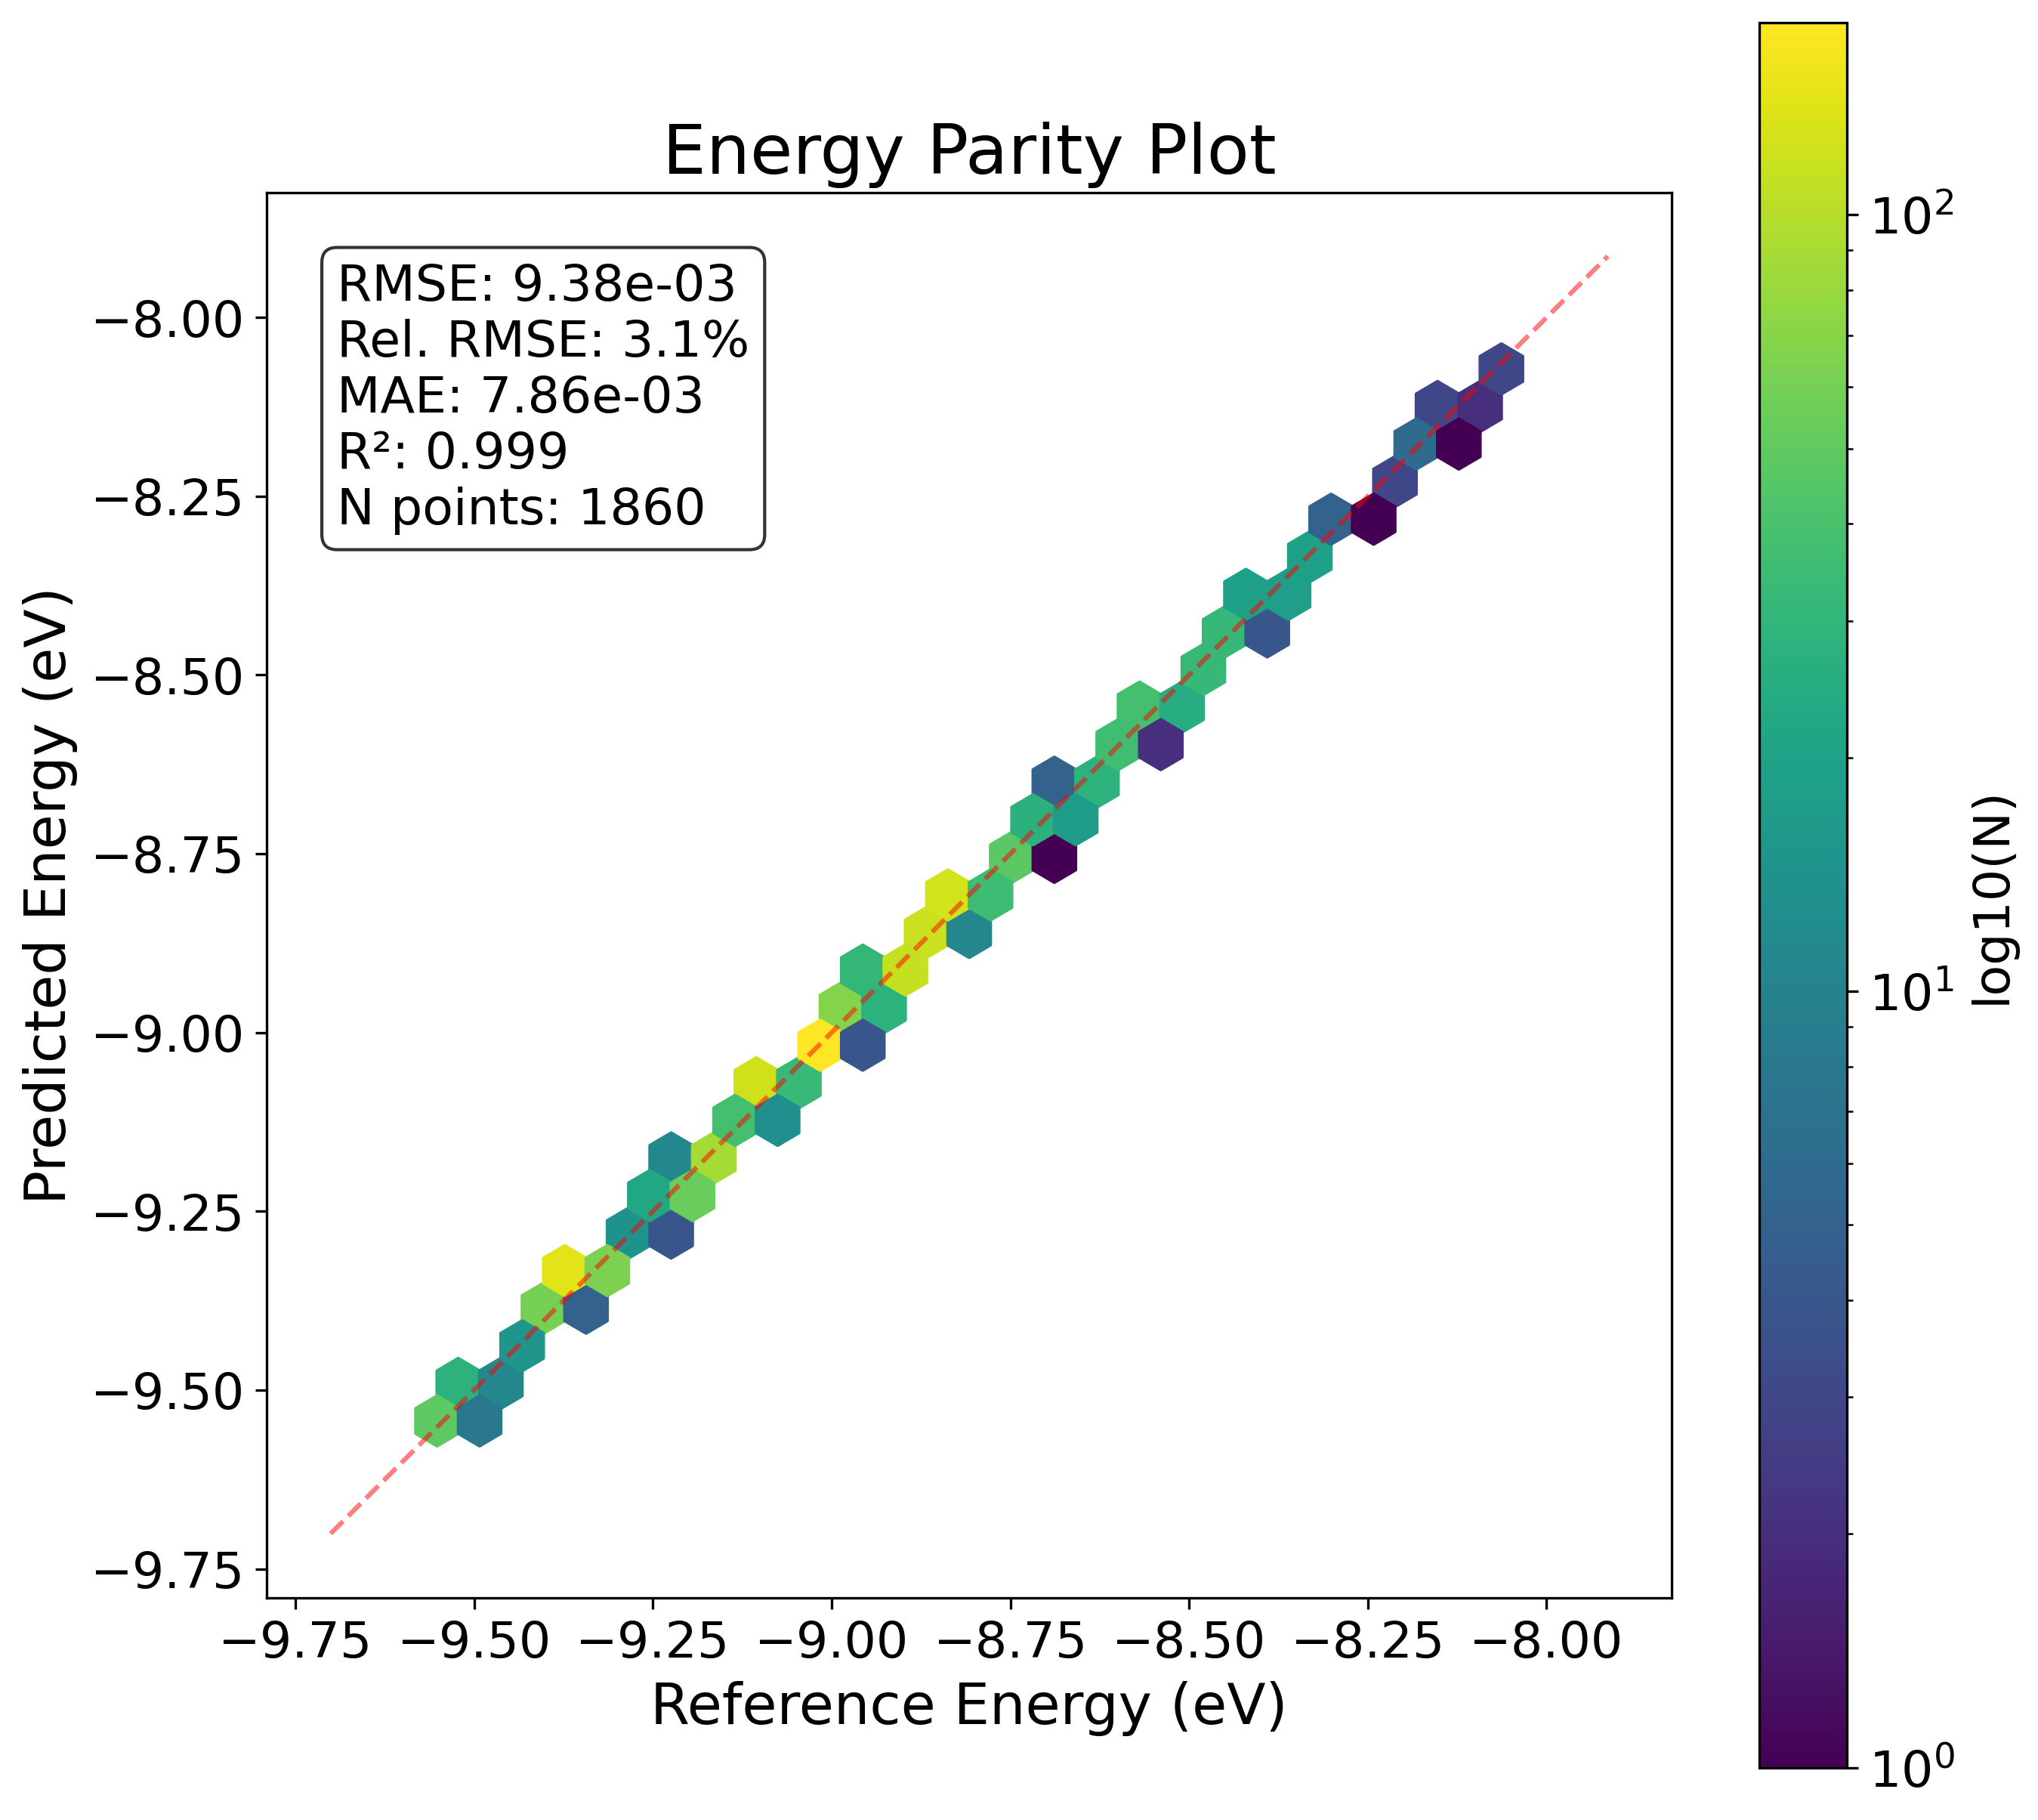 Energy Parity Plot
RMSE: 9.38e-03
Rel. RMSE: 3.1%
MAE: 7.86e-03
R²: 0.999
N points: 1860
Predicted Energy (eV)
−8.00
−8.25
−8.50
−8.75
−9.00
−9.25
−9.50
−9.75
−9.75 −9.50 −9.25 −9.00 −8.75 −8.50 −8.25 −8.00
Reference Energy (eV)
10²
10¹
10⁰
log10(N)